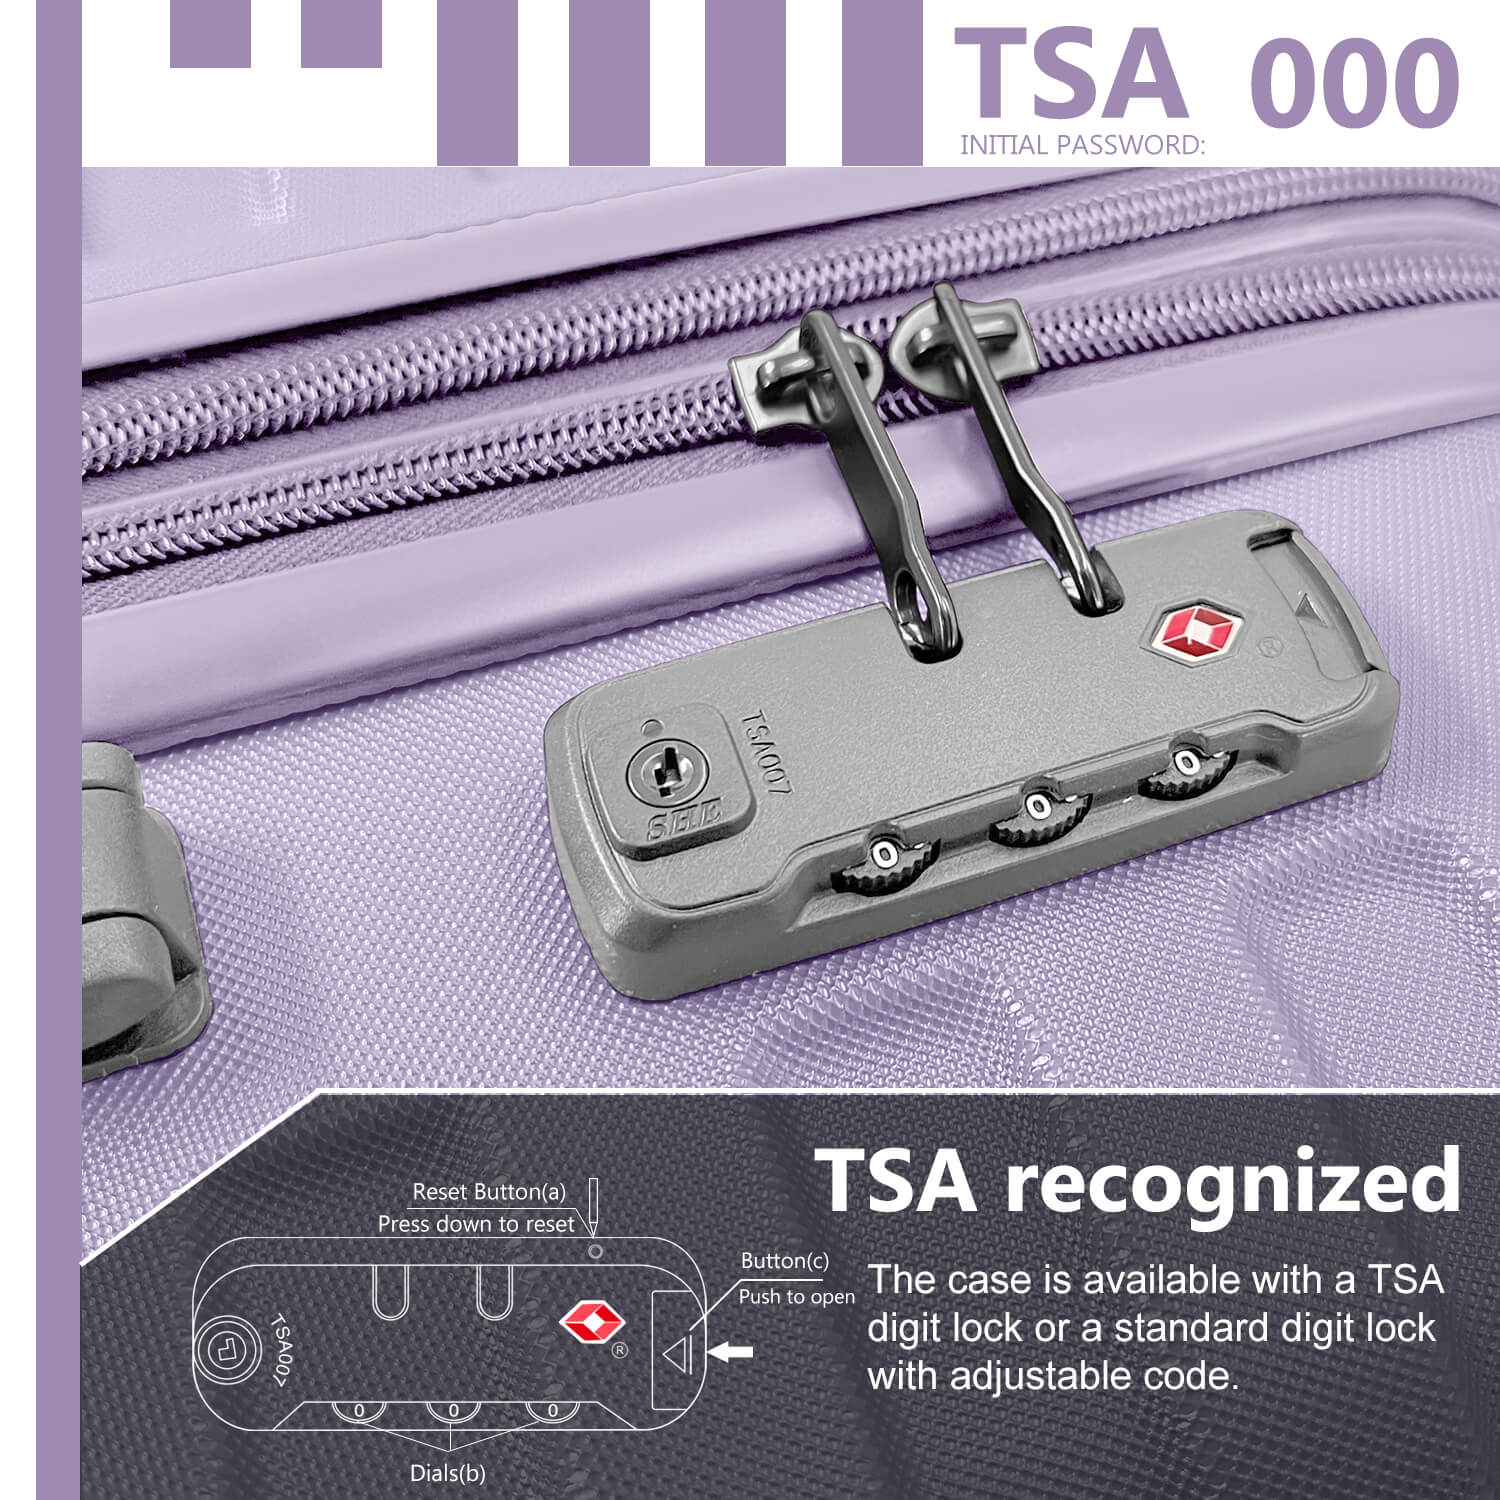 TSA 000
INITIAL PASSWORD:
TSA007
SHE
0 0 0
TSA recognized
Reset Button(a)
Press down to reset
Button(c)
Push to open
The case is available with a TSA
digit lock or a standard digit lock
with adjustable code.
TSA007
®
0 0 0
Dials(b)